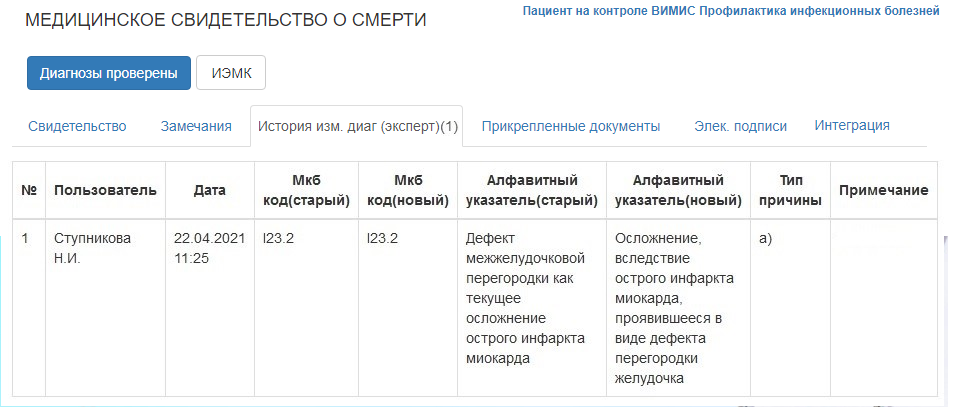 МЕДИЦИНСКОЕ СВИДЕТЕЛЬСТВО О СМЕРТИ
Пациент на контроле ВИМИС Профилактика инфекционных болезней
Диагнозы проверены
ИЭМК
Свидетельство
Замечания
История изм. диаг (эксперт)(1)
Прикрепленные документы
Элек. подписи
Интеграция
№
Пользователь
Дата
Мкб
код(старый)
Мкб
код(новый)
Алфавитный
указатель(старый)
Алфавитный
указатель(новый)
Тип
причины
Примечание
1
Ступникова
Н.И.
22.04.2021
11:25
I23.2
I23.2
Дефект
межжелудочковой
перегородки как
текущее
осложнение
острого инфаркта
миокарда
Осложнение,
вследствие
острого инфаркта
миокарда,
проявившееся в
виде дефекта
перегородки
желудочка
а)